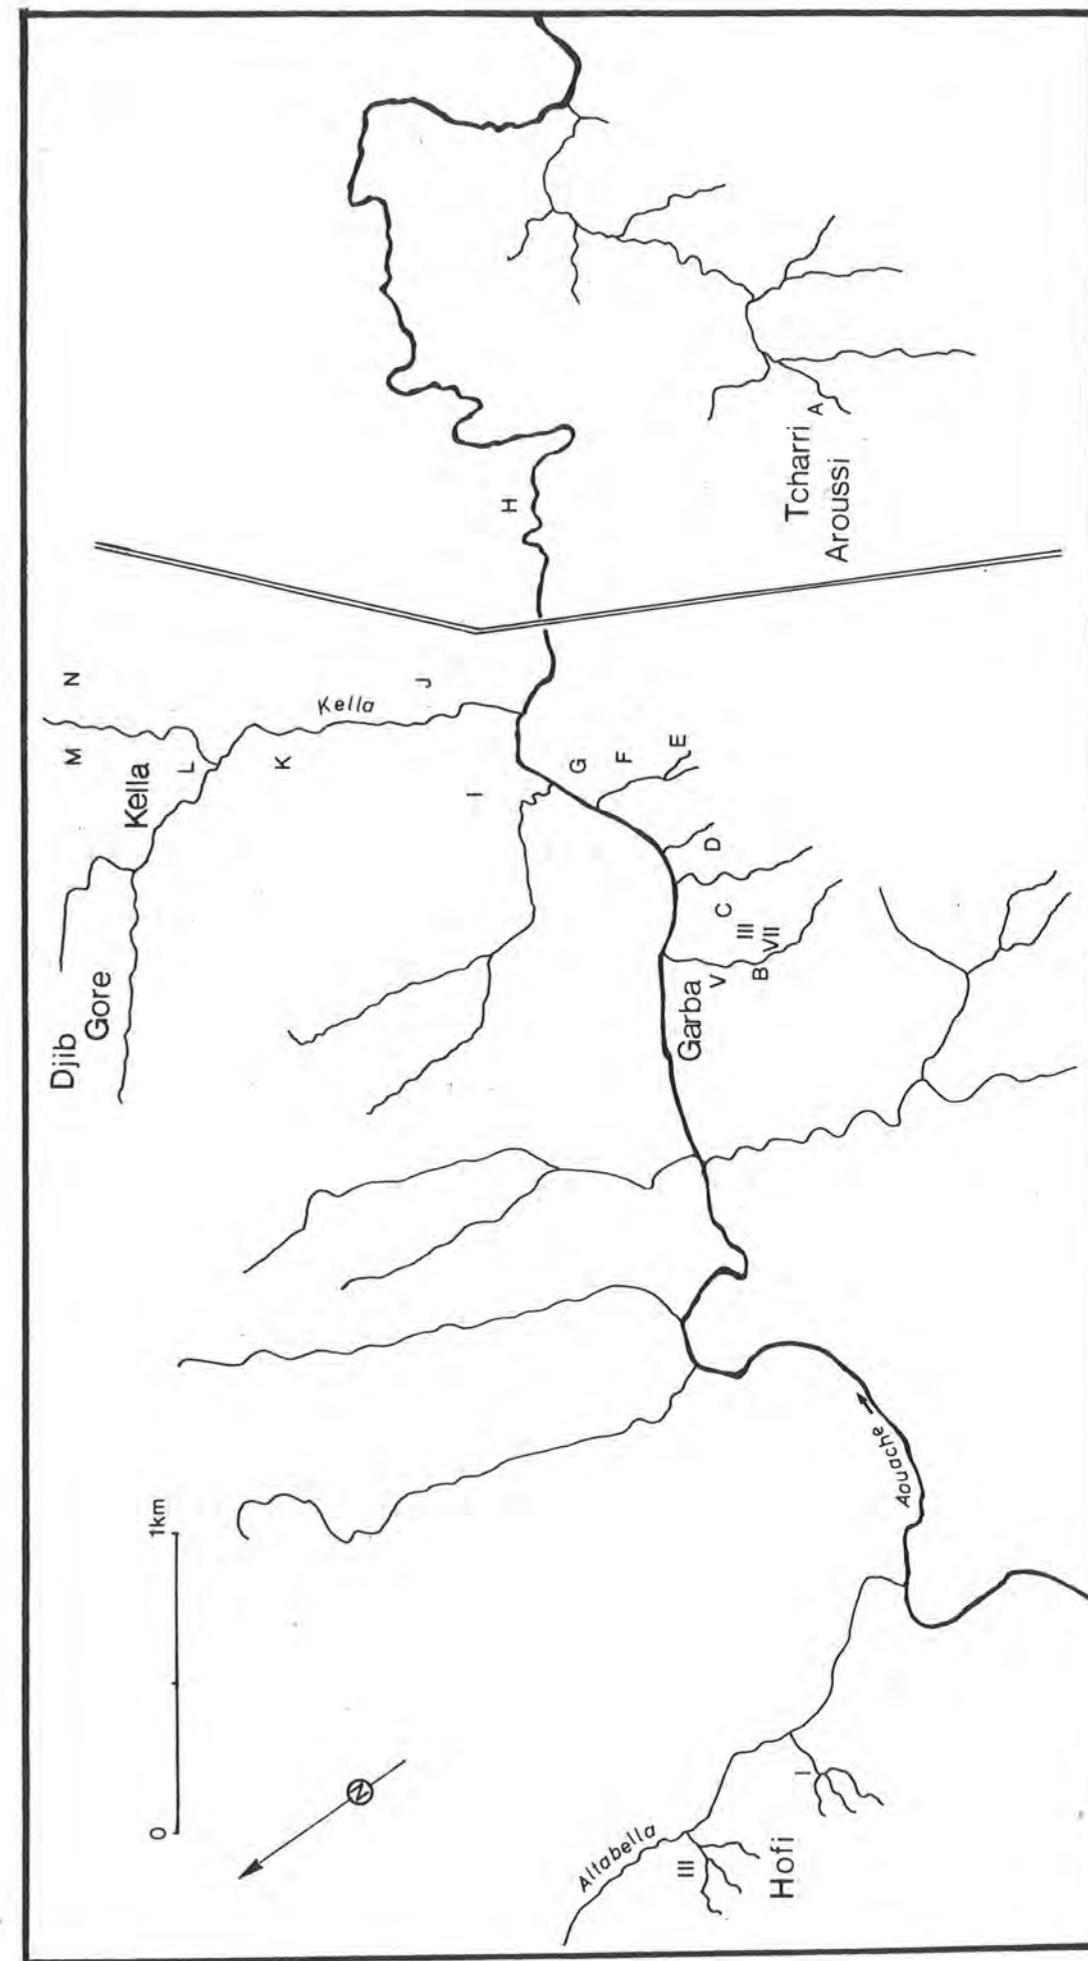 Djib
Gore
Kella
M
N
L
K
Kella
J
I
H
G
F
E
D
C
III
VII
B
V
Garba
Tcharri
Aroussi
A
0
1km
N
Aouache
Altabella
III
I
Hofi